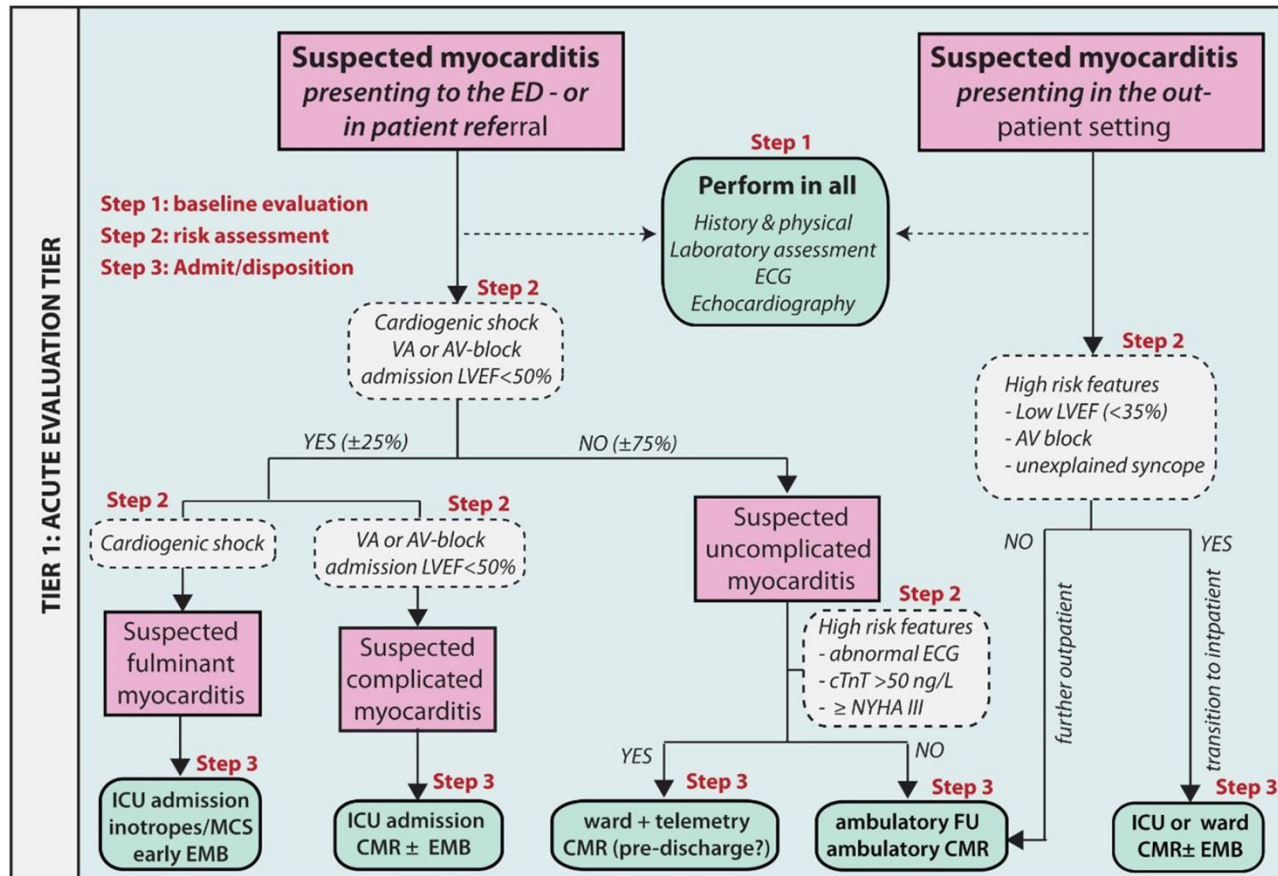 TIER 1: ACUTE EVALUATION TIER
Suspected myocarditis
presenting to the ED - or
in patient referral
Suspected myocarditis
presenting in the out-
patient setting
Step 1
Perform in all
History & physical
Laboratory assessment
ECG
Echocardiography
Step 1: baseline evaluation
Step 2: risk assessment
Step 3: Admit/disposition
Step 2
Cardiogenic shock
VA or AV-block
admission LVEF<50%
Step 2
High risk features
- Low LVEF (<35%)
- AV block
- unexplained syncope
YES (±25%)
NO (±75%)
Step 2
Cardiogenic shock
Step 2
VA or AV-block
admission LVEF<50%
Suspected
uncomplicated
myocarditis
NO
YES
further outpatient
transition to intpatient
Suspected
fulminant
myocarditis
Suspected
complicated
myocarditis
Step 2
High risk features
- abnormal ECG
- cTnT >50 ng/L
- ≥ NYHA III
YES
NO
Step 3
ICU admission
inotropes/MCS
early EMB
Step 3
ICU admission
CMR ± EMB
Step 3
ward + telemetry
CMR (pre-discharge?)
Step 3
ambulatory FU
ambulatory CMR
Step 3
ICU or ward
CMR± EMB